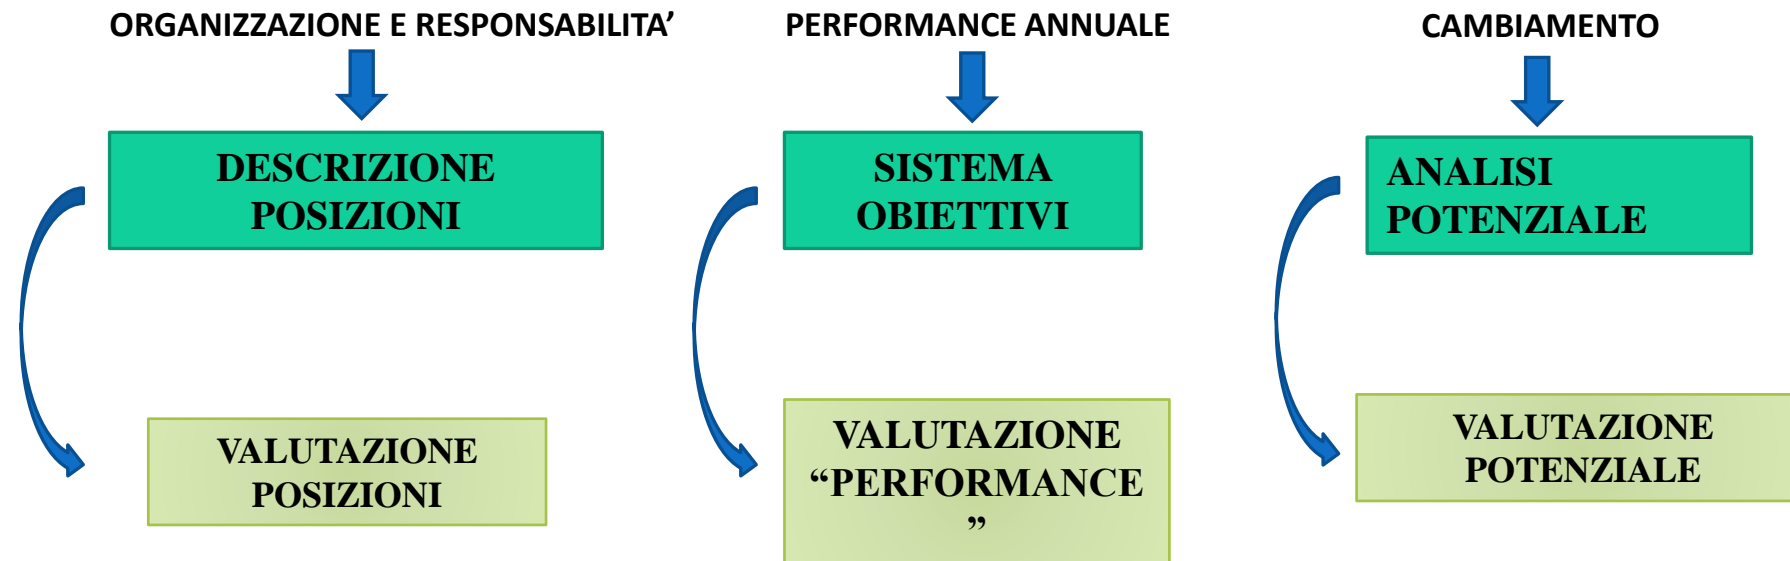 ORGANIZZAZIONE E RESPONSABILITA’
PERFORMANCE ANNUALE
CAMBIAMENTO
DESCRIZIONE
POSIZIONI
SISTEMA
OBIETTIVI
ANALISI
POTENZIALE
VALUTAZIONE
POSIZIONI
VALUTAZIONE
“PERFORMANCE
”
VALUTAZIONE
POTENZIALE